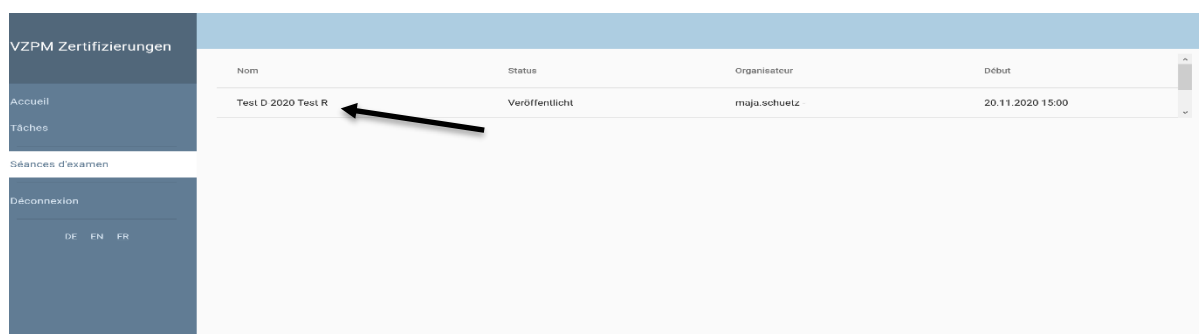 VZPM Zertifizierungen
Nom Status Organisateur Début
Test D 2020 Test R Veröffentlicht maja.schuetz 20.11.2020 15:00
Accueil
Tâches
Séances d'examen
Déconnexion
DE EN FR